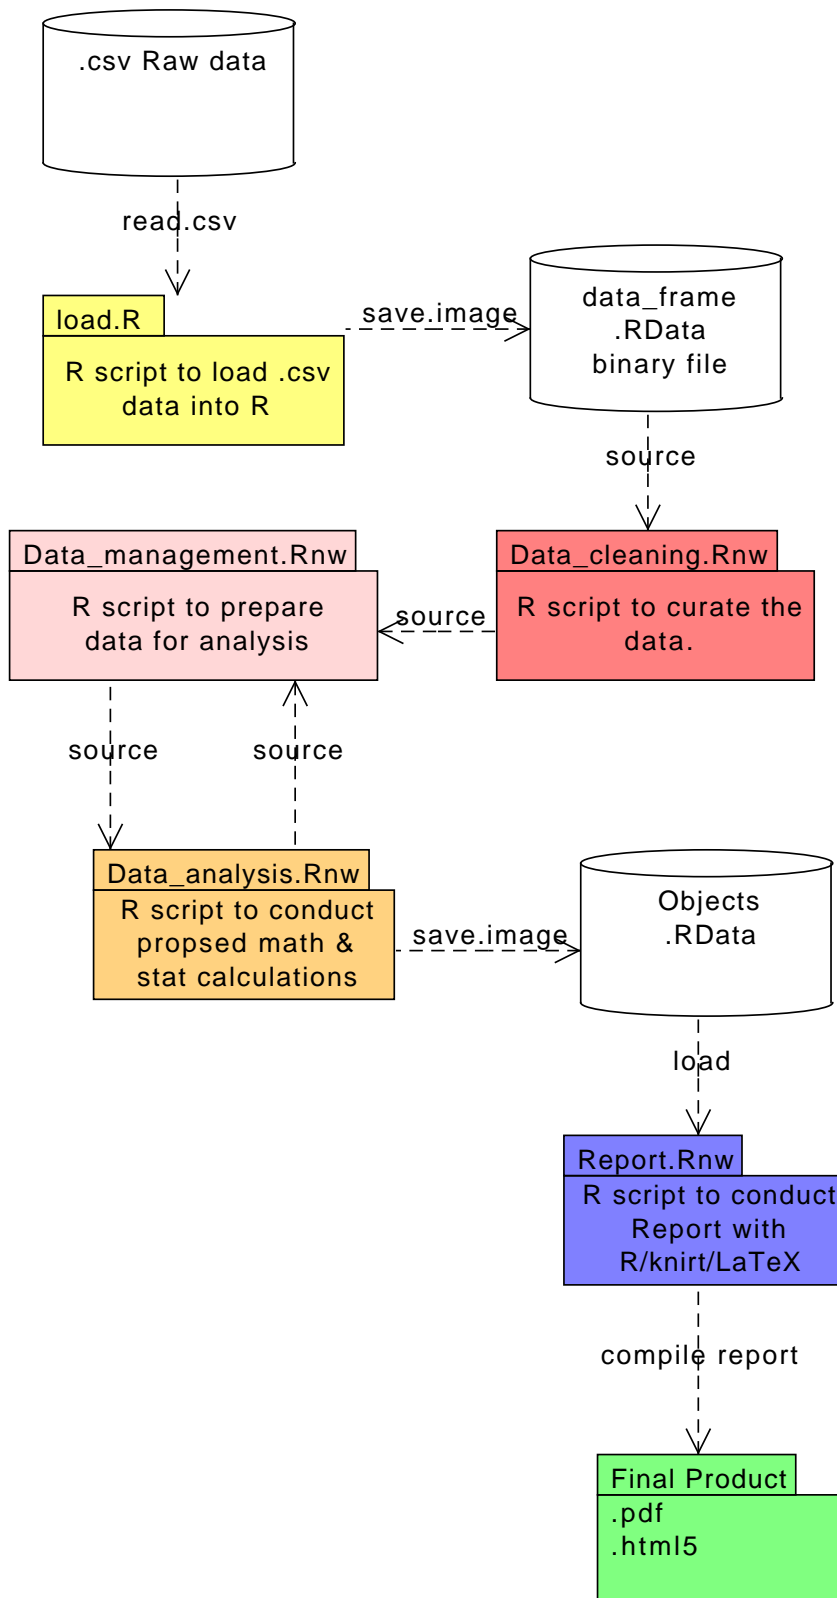 .csv Raw data
read.csv
load.R
R script to load .csv
data into R
save.image
data_frame
.RData
binary file
source
Data_management.Rnw
R script to prepare
data for analysis
source
Data_cleaning.Rnw
R script to curate the
data.
source
source
Data_analysis.Rnw
R script to conduct
propsed math &
stat calculations
save.image
Objects
.RData
load
Report.Rnw
R script to conduct
Report with
R/knirt/LaTeX
compile report
Final Product
.pdf
.html5